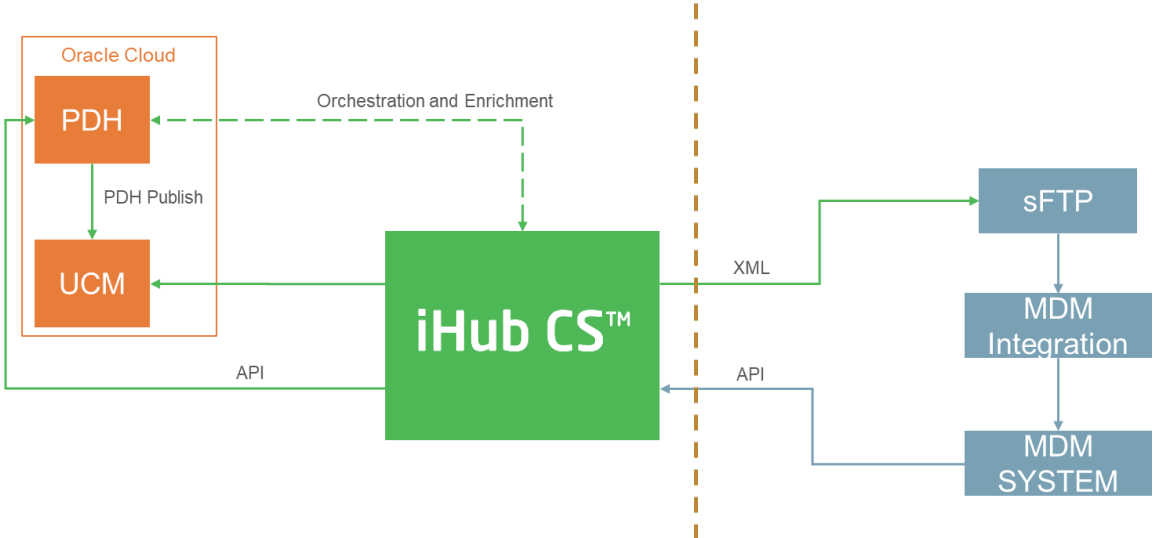 Oracle Cloud
PDH
Orchestration and Enrichment
PDH Publish
UCM
iHub CS™
API
XML
API
sFTP
MDM
Integration
MDM
SYSTEM